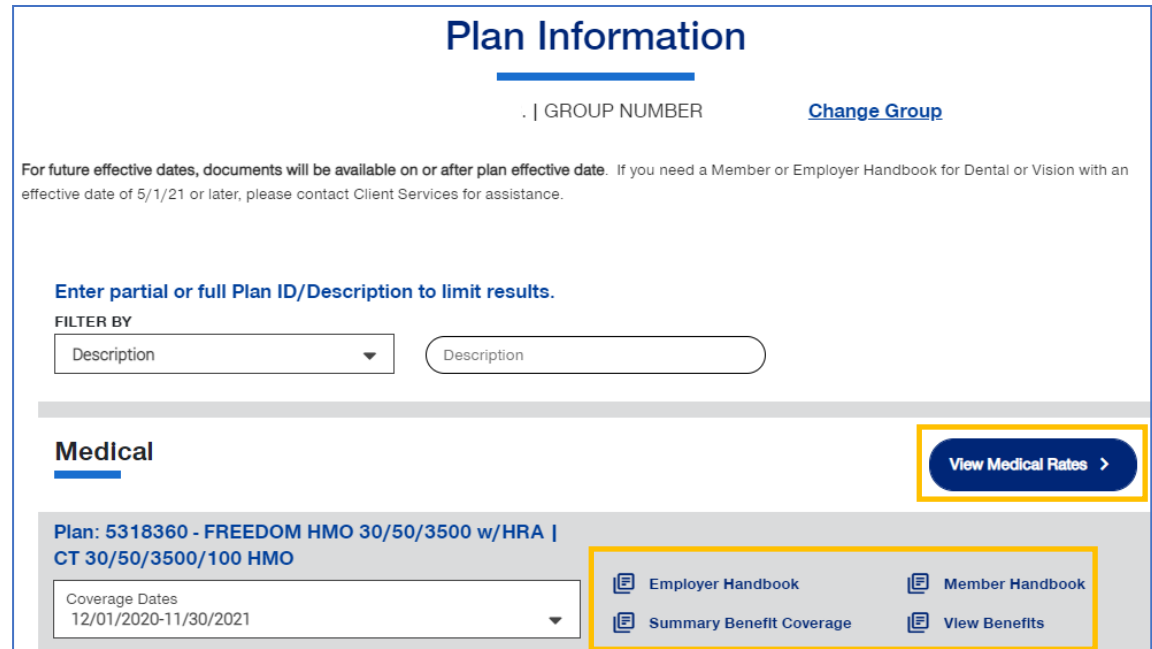 Plan Information
. | GROUP NUMBER Change Group
For future effective dates, documents will be available on or after plan effective date. If you need a Member or Employer Handbook for Dental or Vision with an
effective date of 5/1/21 or later, please contact Client Services for assistance.
Enter partial or full Plan ID/Description to limit results.
FILTER BY
Description Description
Medical
View Medical Rates >
Plan: 5318360 - FREEDOM HMO 30/50/3500 w/HRA |
CT 30/50/3500/100 HMO
Coverage Dates
12/01/2020-11/30/2021
Employer Handbook Member Handbook
Summary Benefit Coverage View Benefits